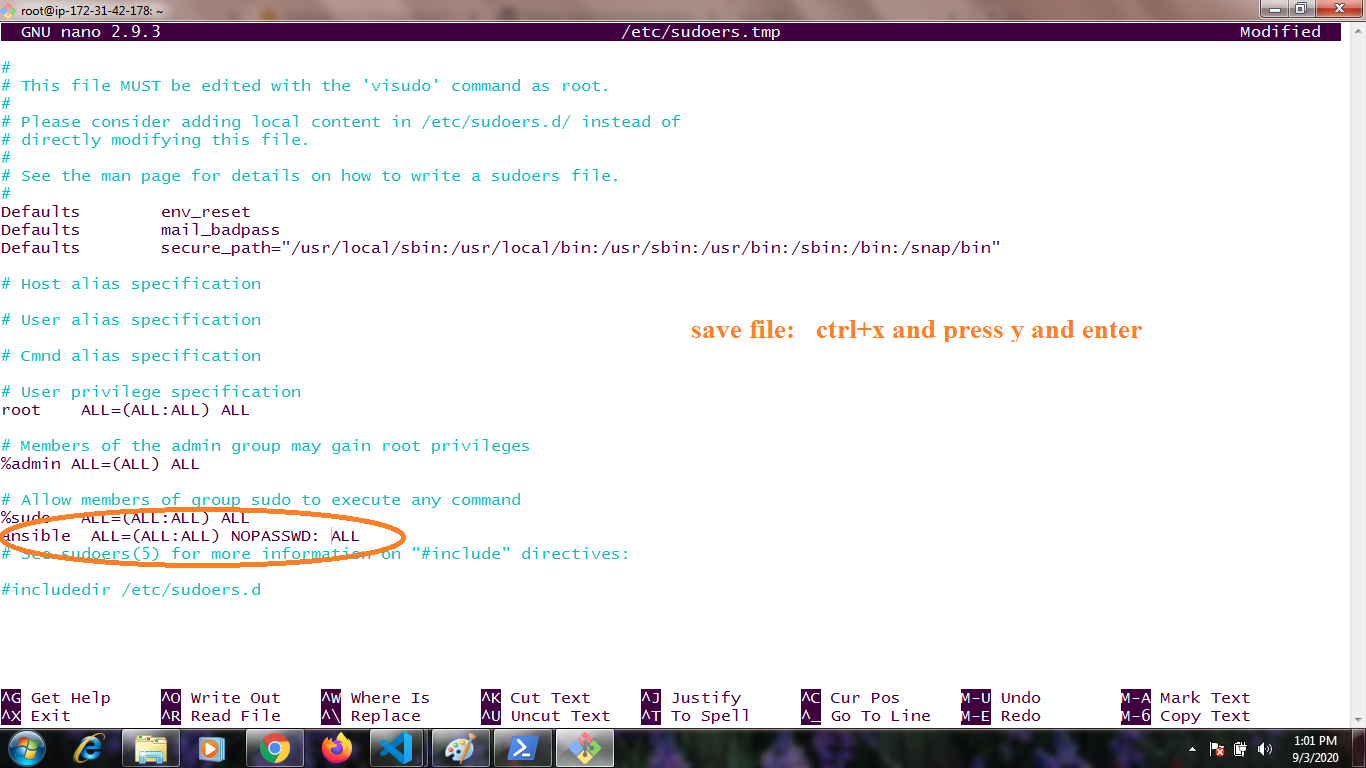 root@ip-172-31-42-178: ~
GNU nano 2.9.3 /etc/sudoers.tmp Modified
#
# This file MUST be edited with the 'visudo' command as root.
#
# Please consider adding local content in /etc/sudoers.d/ instead of
# directly modifying this file.
#
# See the man page for details on how to write a sudoers file.
#
Defaults env_reset
Defaults mail_badpass
Defaults secure_path="/usr/local/sbin:/usr/local/bin:/usr/sbin:/usr/bin:/sbin:/bin:/snap/bin"
# Host alias specification
# User alias specification
save file: ctrl+x and press y and enter
# Cmnd alias specification
# User privilege specification
root ALL=(ALL:ALL) ALL
# Members of the admin group may gain root privileges
%admin ALL=(ALL) ALL
# Allow members of group sudo to execute any command
%sudo ALL=(ALL:ALL) ALL
ansible ALL=(ALL:ALL) NOPASSWD: ALL
# See sudoers(5) for more information on "#include" directives:
#includedir /etc/sudoers.d
^G Get Help ^O Write Out ^W Where Is ^K Cut Text ^J Justify ^C Cur Pos M-U Undo M-A Mark Text
^X Exit ^R Read File ^\ Replace ^U Uncut Text ^T To Spell ^_ Go To Line M-E Redo M-6 Copy Text
1:01 PM
9/3/2020